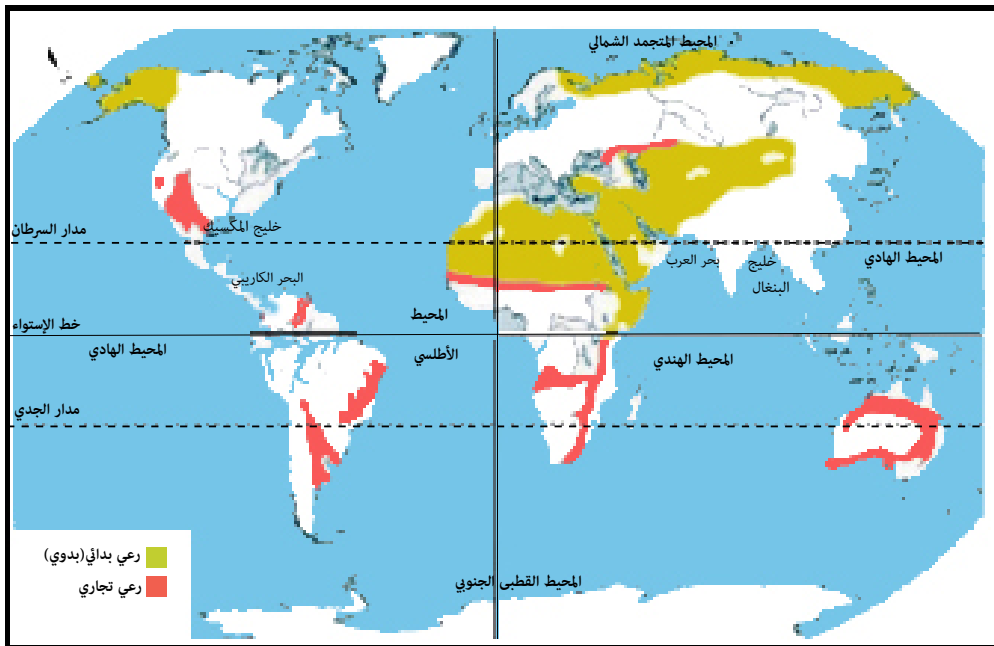 المحيط المتجمد الشمالي
خليج المكسيك
مدار السرطان
المحيط الهادي
بحر العرب
خليج
البنغال
البحر الكاريبي
المحيط
الأطلسي
خط الإستواء
المحيط الهادي
المحيط الهندي
مدار الجدي
رعي بدائي(بدوي)
رعي تجاري
المحيط القطبى الجنوبي